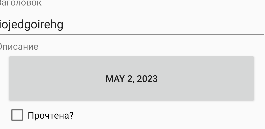 Заголовок
iojedgoirehg
Описание
MAY 2, 2023
Прочтена?